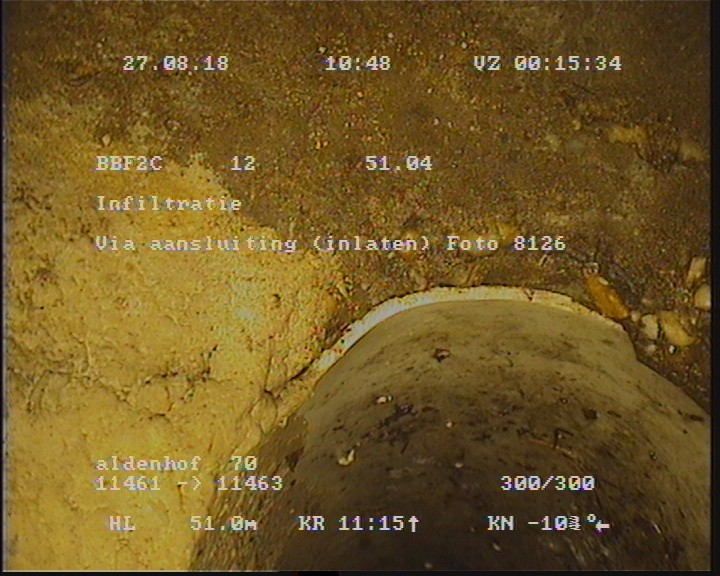 27.08.18 10:48 VZ 00:15:34
BBF2C 12 51.04
Infiltratie
Via aansluiting (inlaten) Foto 8126
aldenhof 70
11461 -> 11463 300/300
HL 51.0m KR 11:15↑ KN -103°←